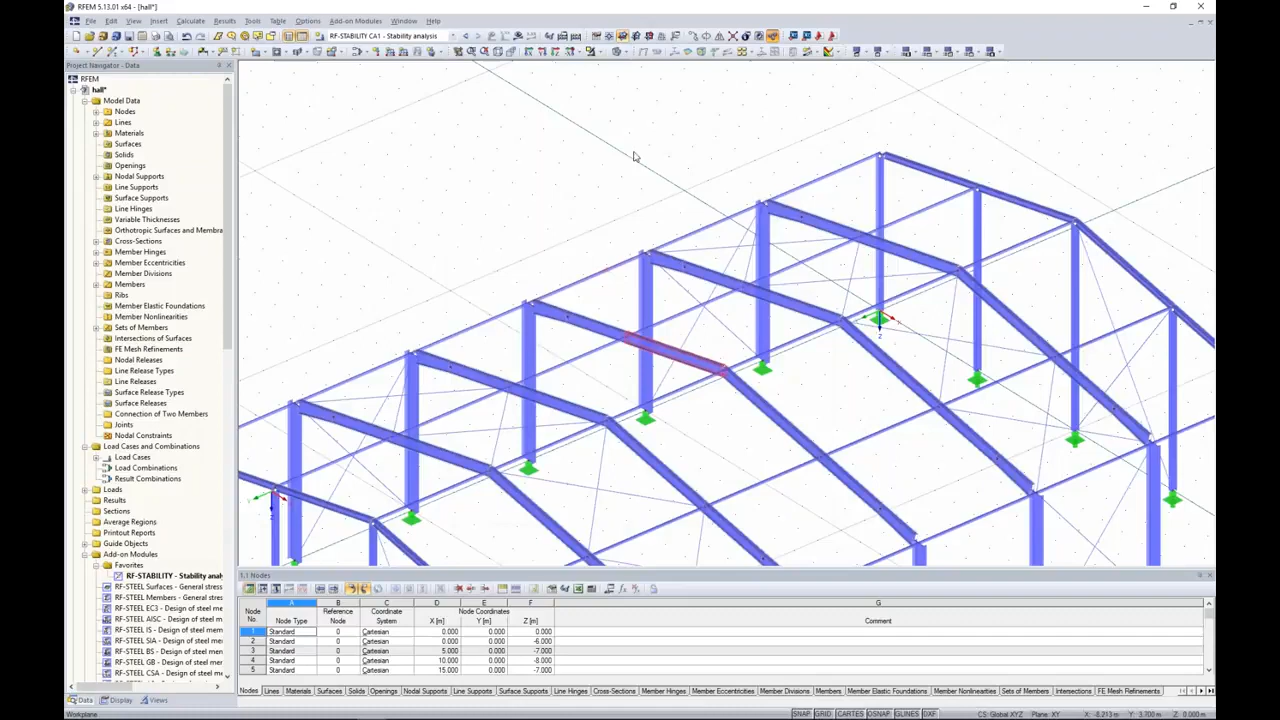 RFEM 5.13.01 x64 - [hall*]
File Edit View Insert Calculate Results Tools Table Options Add-on Modules Window Help
RF-STABILITY CA1 - Stability analysis
Project Navigator - Data
RFEM
hall*
Model Data
Nodes
Lines
Materials
Surfaces
Solids
Openings
Nodal Supports
Line Supports
Surface Supports
Line Hinges
Variable Thicknesses
Orthotropic Surfaces and Membra
Cross-Sections
Member Hinges
Member Eccentricities
Member Divisions
Members
Ribs
Member Elastic Foundations
Member Nonlinearities
Sets of Members
Intersections of Surfaces
FE Mesh Refinements
Nodal Releases
Line Release Types
Line Releases
Surface Release Types
Surface Releases
Connection of Two Members
Joints
Nodal Constraints
Load Cases and Combinations
Load Cases
Load Combinations
Result Combinations
Loads
Results
Sections
Average Regions
Printout Reports
Guide Objects
Add-on Modules
Favorites
RF-STABILITY - Stability anal
RF-STEEL Surfaces - General stress
RF-STEEL Members - General stres
RF-STEEL EC3 - Design of steel me
RF-STEEL AISC - Design of steel m
RF-STEEL IS - Design of steel mem
RF-STEEL SIA - Design of steel mer
RF-STEEL BS - Design of steel mem
RF-STEEL GB - Design of steel mer
RF-STEEL CSA - Design of steel me
Data Display Views
Z
Z
1.1 Nodes
A B C D E F G
Node Reference Coordinate Node Coordinates
No. Node Type Node System X [m] Y [m] Z [m] Comment
1 Standard 0 Cartesian 0.000 0.000 0.000
2 Standard 0 Cartesian 0.000 0.000 -6.000
3 Standard 0 Cartesian 5.000 0.000 -7.000
4 Standard 0 Cartesian 10.000 0.000 -8.000
5 Standard 0 Cartesian 15.000 0.000 -7.000
Nodes Lines Materials Surfaces Solids Openings Nodal Supports Line Supports Surface Supports Line Hinges Cross-Sections Member Hinges Member Eccentricities Member Divisions Members Member Elastic Foundations Member Nonlinearities Sets of Members Intersections FE Mesh Refinements
Workplane SNAP GRID CARTES OSNAP GLINES DXF CS: Global XYZ Plane: XY X: -8.213 m Y: 3.700 m Z: 0.000 m